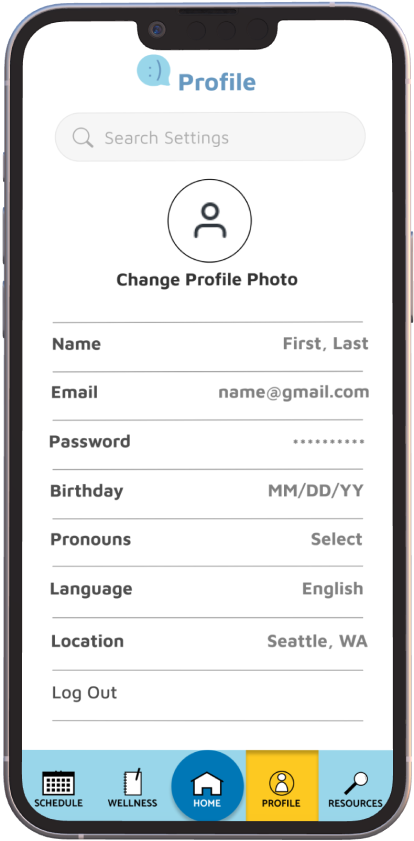 :)
Profile
Search Settings
Change Profile Photo
Name First, Last
Email name@gmail.com
Password ••••••••••
Birthday MM/DD/YY
Pronouns Select
Language English
Location Seattle, WA
Log Out
SCHEDULE WELLNESS HOME PROFILE RESOURCES